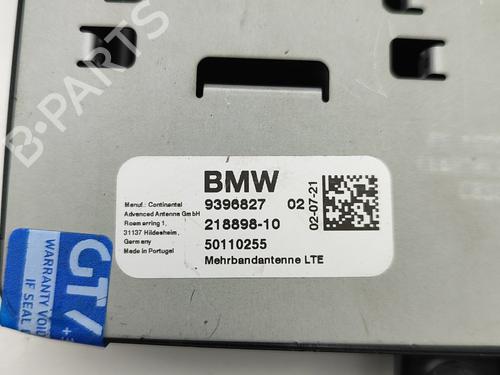 B-PARTS
BMW
9396827 02
218898-10
50110255
Mehrbandantenne LTE
02-07-21
Manuf.: Continental
Advanced Antenna GmbH
Roemerring 1,
31137 Hildesheim,
Germany
Made in Portugal
GT/
WARRANTY VOID
IF SEAL